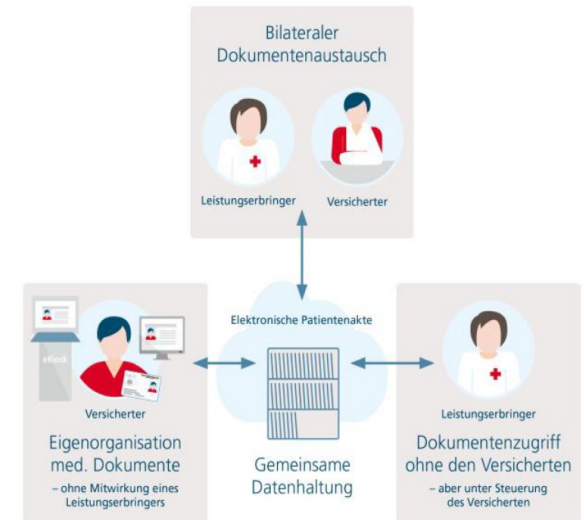 Bilateraler
Dokumentenaustausch
Leistungserbringer
Versicherter
Elektronische Patientenakte
eKiosk
Versicherter
Eigenorganisation
med. Dokumente
– ohne Mitwirkung eines
Leistungserbringers
Gemeinsame
Datenhaltung
Leistungserbringer
Dokumentenzugriff
ohne den Versicherten
– aber unter Steuerung
des Versicherten